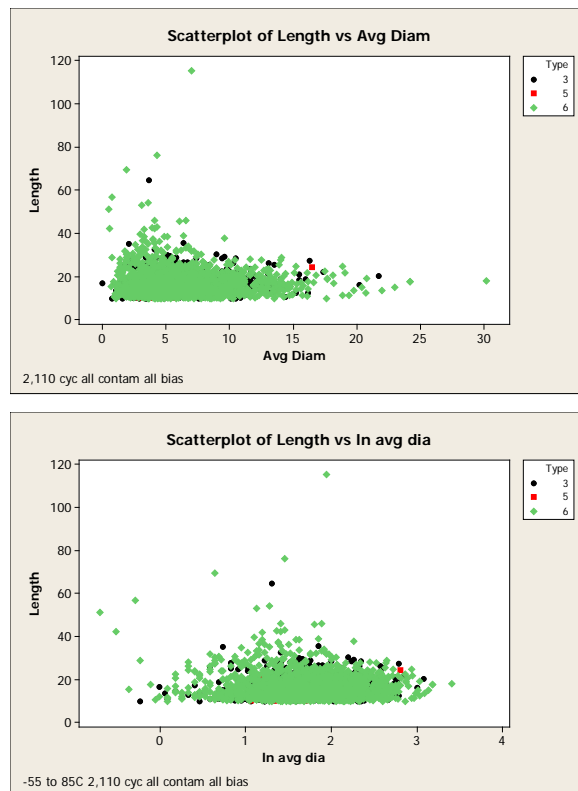 Scatterplot of Length vs Avg Diam
Type
3
5
6
120
100
80
60
40
20
0
Length
0 5 10 15 20 25 30
Avg Diam
2,110 cyc all contam all bias
Scatterplot of Length vs ln avg dia
Type
3
5
6
120
100
80
60
40
20
0
Length
0 1 2 3 4
ln avg dia
-55 to 85C 2,110 cyc all contam all bias